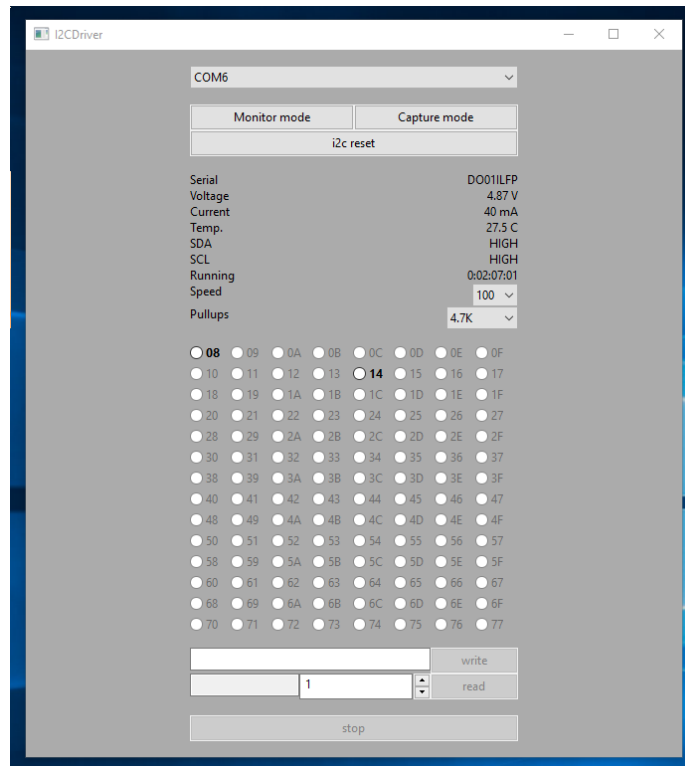 I2CDriver
COM6
Monitor mode Capture mode
i2c reset
Serial DO01ILFP
Voltage 4.87 V
Current 40 mA
Temp. 27.5 C
SDA HIGH
SCL HIGH
Running 0:02:07:01
Speed 100
Pullups 4.7K
08 09 0A 0B 0C 0D 0E 0F
10 11 12 13 14 15 16 17
18 19 1A 1B 1C 1D 1E 1F
20 21 22 23 24 25 26 27
28 29 2A 2B 2C 2D 2E 2F
30 31 32 33 34 35 36 37
38 39 3A 3B 3C 3D 3E 3F
40 41 42 43 44 45 46 47
48 49 4A 4B 4C 4D 4E 4F
50 51 52 53 54 55 56 57
58 59 5A 5B 5C 5D 5E 5F
60 61 62 63 64 65 66 67
68 69 6A 6B 6C 6D 6E 6F
70 71 72 73 74 75 76 77
write
1 read
stop